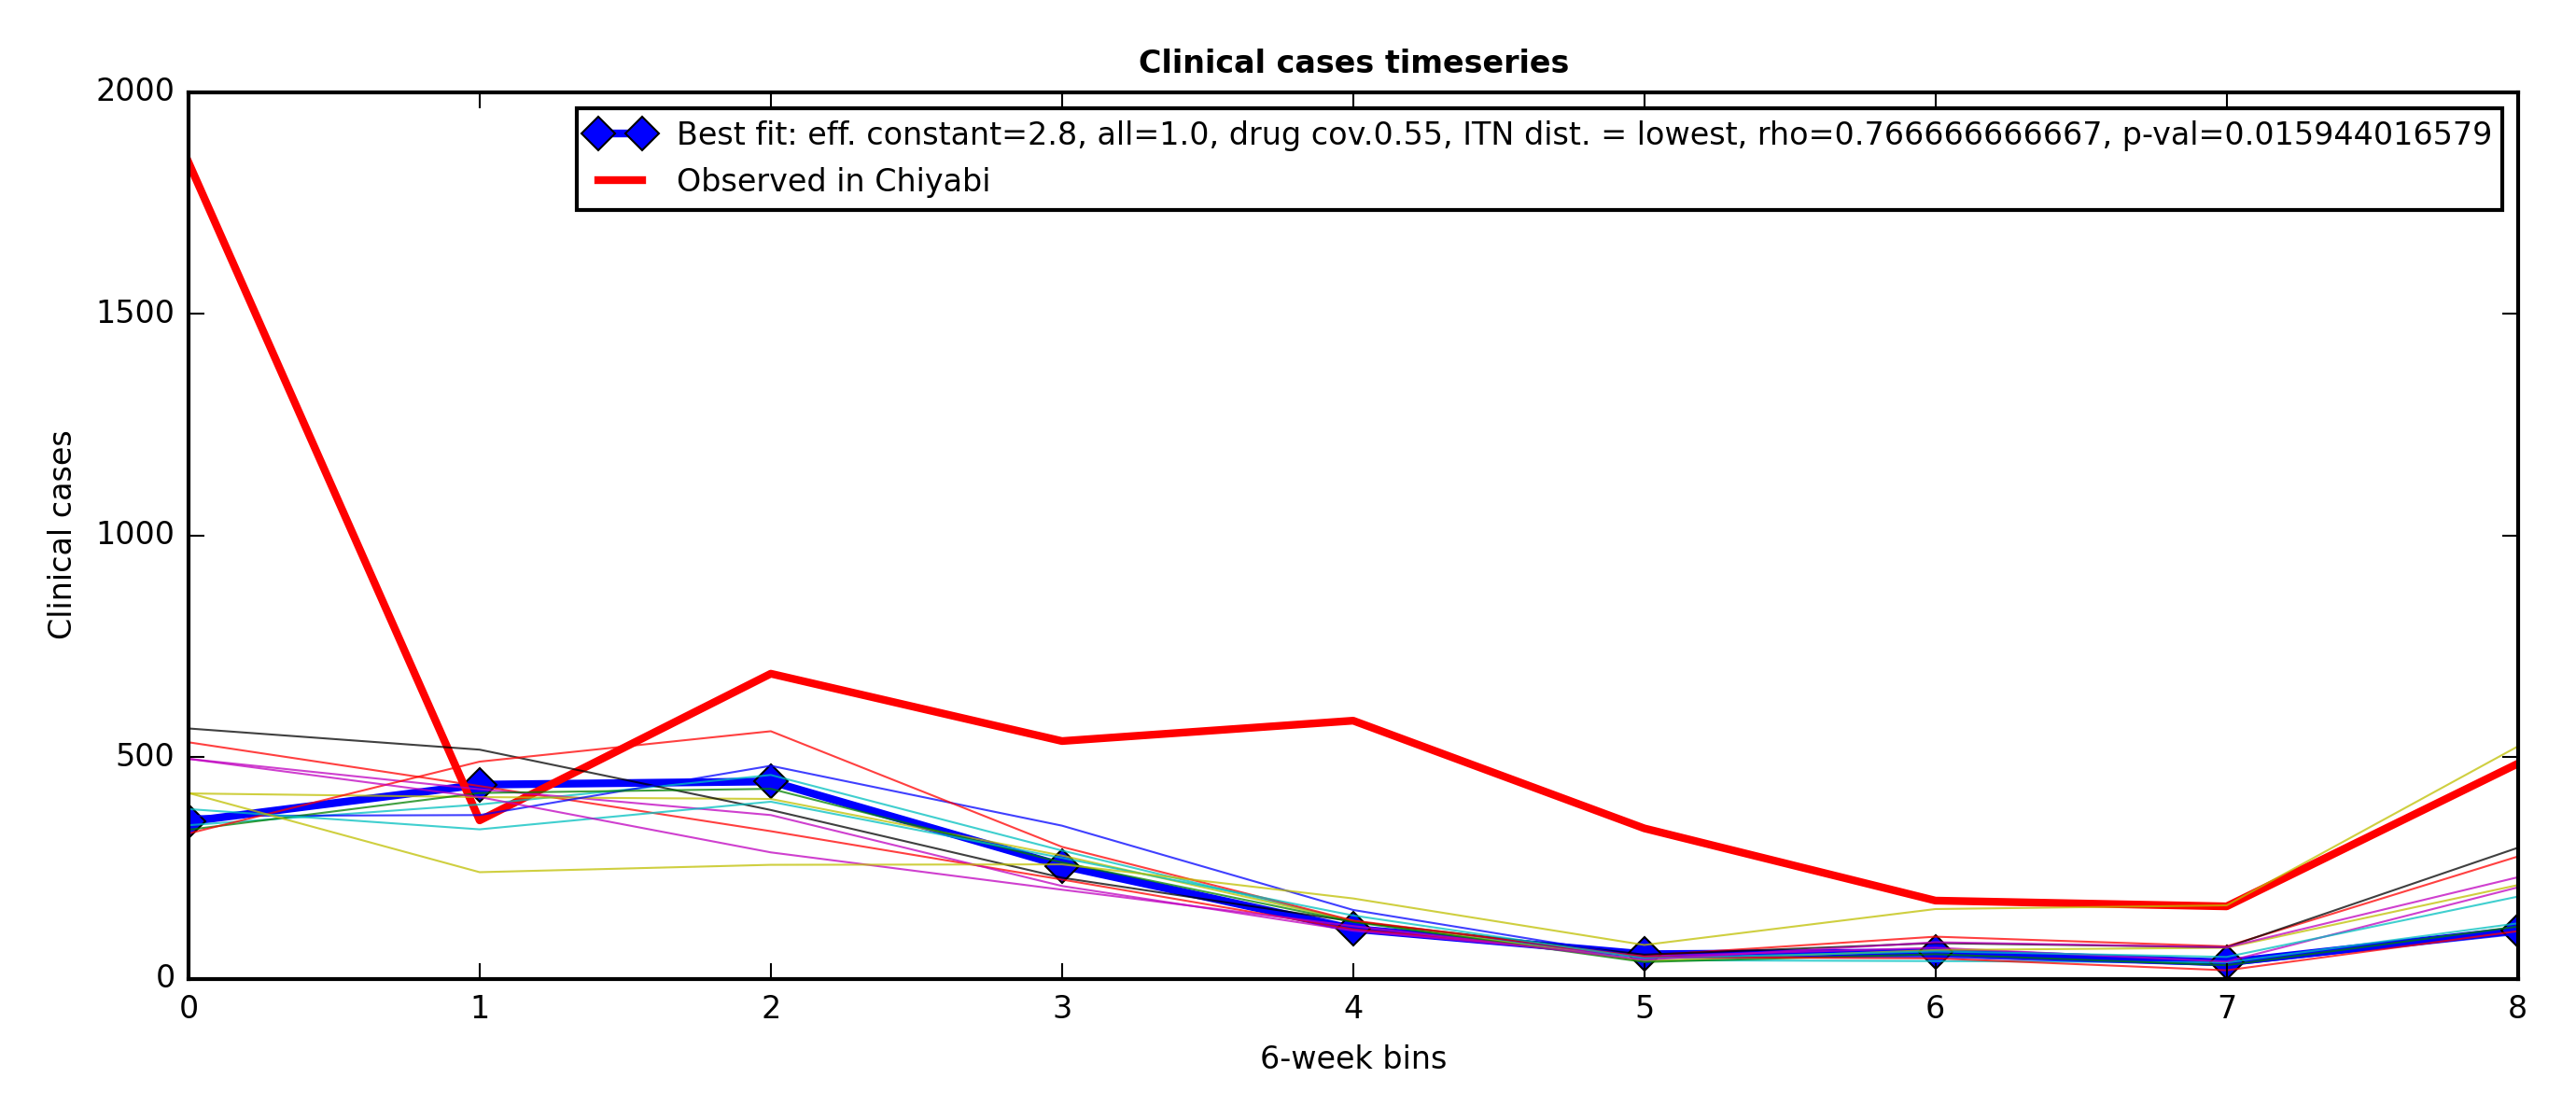 Clinical cases timeseries
Best fit: eff. constant=2.8, all=1.0, drug cov.0.55, ITN dist. = lowest, rho=0.766666666667, p-val=0.015944016579
Observed in Chiyabi
2000
1500
1000
500
0
Clinical cases
0 1 2 3 4 5 6 7 8
6-week bins